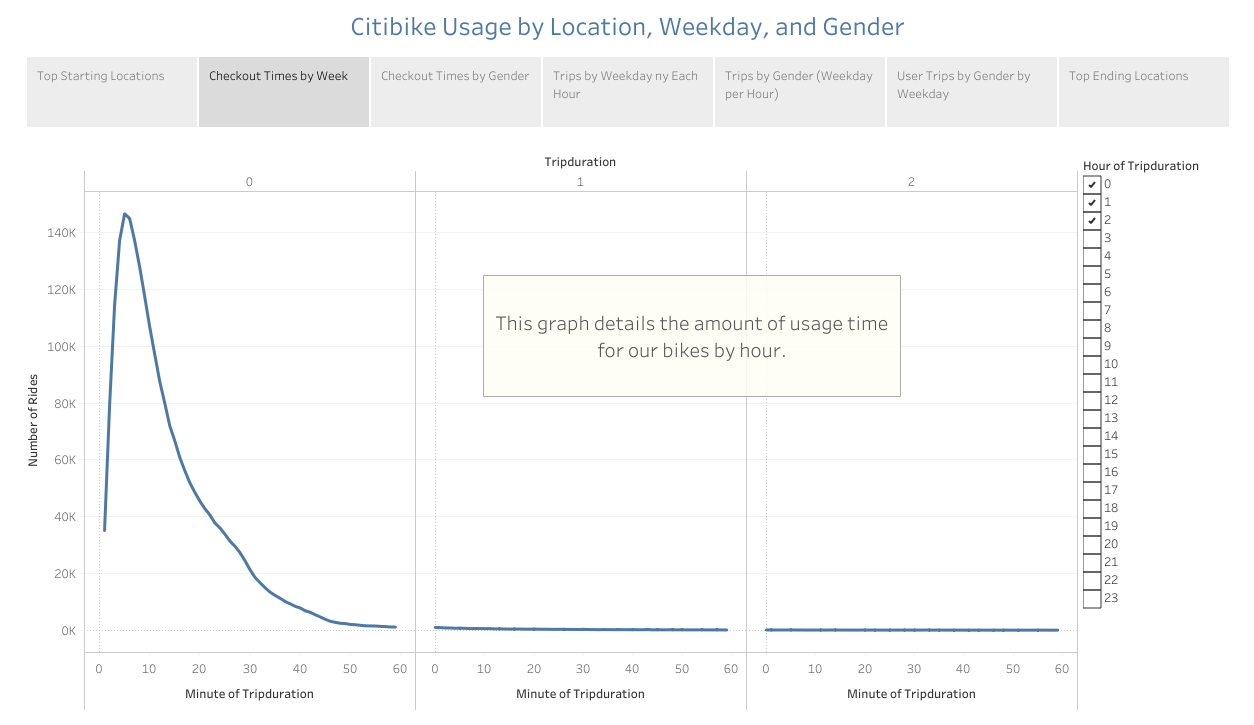 Citibike Usage by Location, Weekday, and Gender
Top Starting Locations
Checkout Times by Week
Checkout Times by Gender
Trips by Weekday ny Each
Hour
Trips by Gender (Weekday
per Hour)
User Trips by Gender by
Weekday
Top Ending Locations
Tripduration
0 1 2
Number of Rides
140K
120K
100K
80K
60K
40K
20K
0K
This graph details the amount of usage time
for our bikes by hour.
0 10 20 30 40 50 60 0 10 20 30 40 50 60 0 10 20 30 40 50 60
Minute of Tripduration Minute of Tripduration Minute of Tripduration
Hour of Tripduration
0
1
2
3
4
5
6
7
8
9
10
11
12
13
14
15
16
17
18
19
20
21
22
23